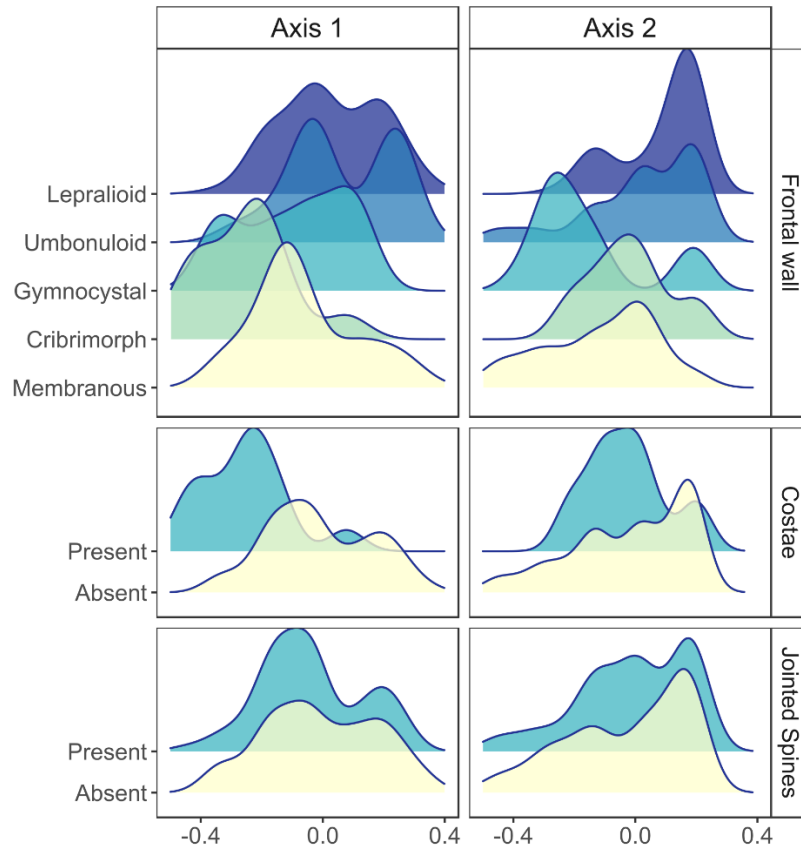 Axis 1
Axis 2
Lepralioid
Umbonuloid
Gymnocystal
Cribrimorph
Membranous
Frontal wall
Present
Absent
Costae
Present
Absent
Jointed Spines
-0.4
0.0
0.4
-0.4
0.0
0.4